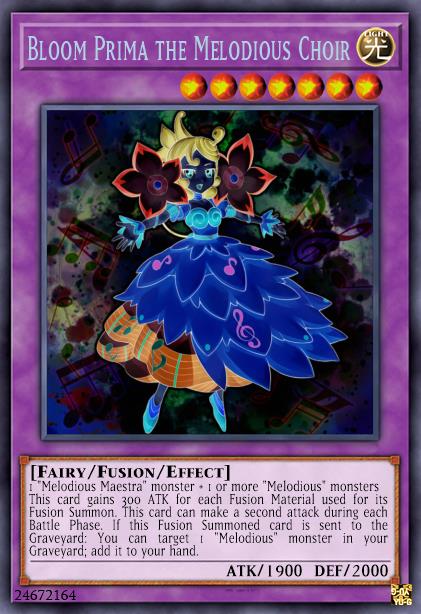 BLOOM PRIMA THE MELODIOUS CHOIR
LIGHT
光
[FAIRY/FUSION/EFFECT]
1 "Melodious Maestra" monster + 1 or more "Melodious" monsters
This card gains 300 ATK for each Fusion Material used for its
Fusion Summon. This card can make a second attack during each
Battle Phase. If this Fusion Summoned card is sent to the
Graveyard: You can target 1 "Melodious" monster in your
Graveyard; add it to your hand.
ATK/1900 DEF/2000
24672164